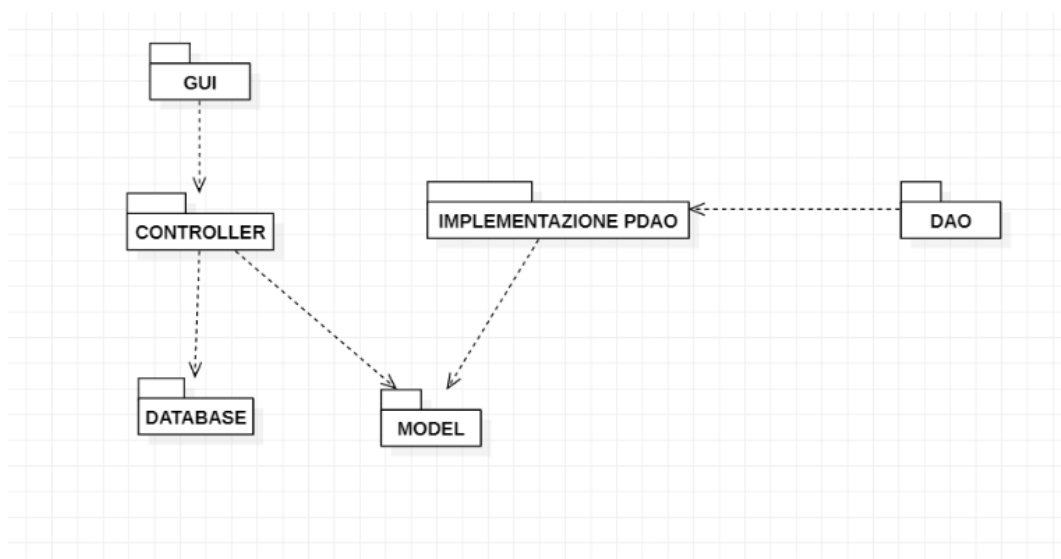 GUI
CONTROLLER
IMPLEMENTAZIONE PDAO
DAO
DATABASE
MODEL